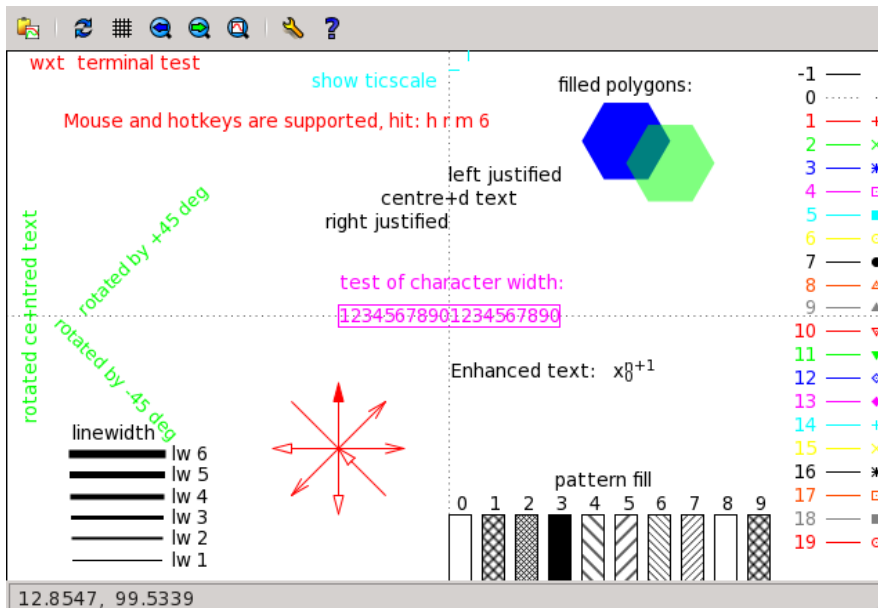 wxt terminal test
show ticscale
filled polygons:
Mouse and hotkeys are supported, hit: h r m 6
left justified
centre+d text
right justified
rotated ce+ntred text
rotated by +45 deg
rotated by -45 deg
test of character width:
12345678901234567890
Enhanced text: x₀ⁿ⁺¹
linewidth
lw 6
lw 5
lw 4
lw 3
lw 2
lw 1
pattern fill
0 1 2 3 4 5 6 7 8 9
-1
0
1
2
3
4
5
6
7
8
9
10
11
12
13
14
15
16
17
18
19
12.8547, 99.5339